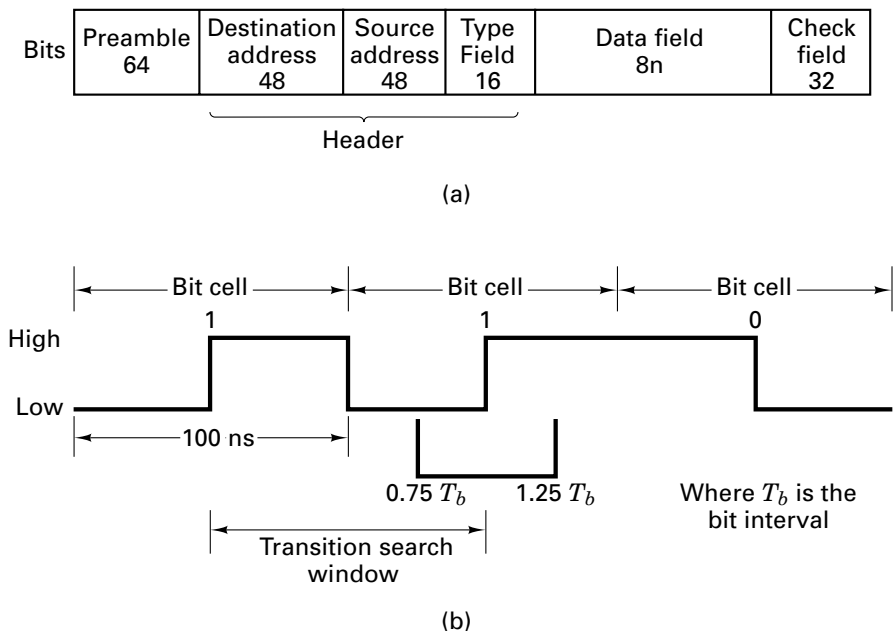 Bits
Preamble
64
Destination
address
48
Source
address
48
Type
Field
16
Data field
8n
Check
field
32
Header
(a)
Bit cell
Bit cell
Bit cell
1
1
0
High
Low
100 ns
0.75 T_b
1.25 T_b
Where T_b is the
bit interval
Transition search
window
(b)